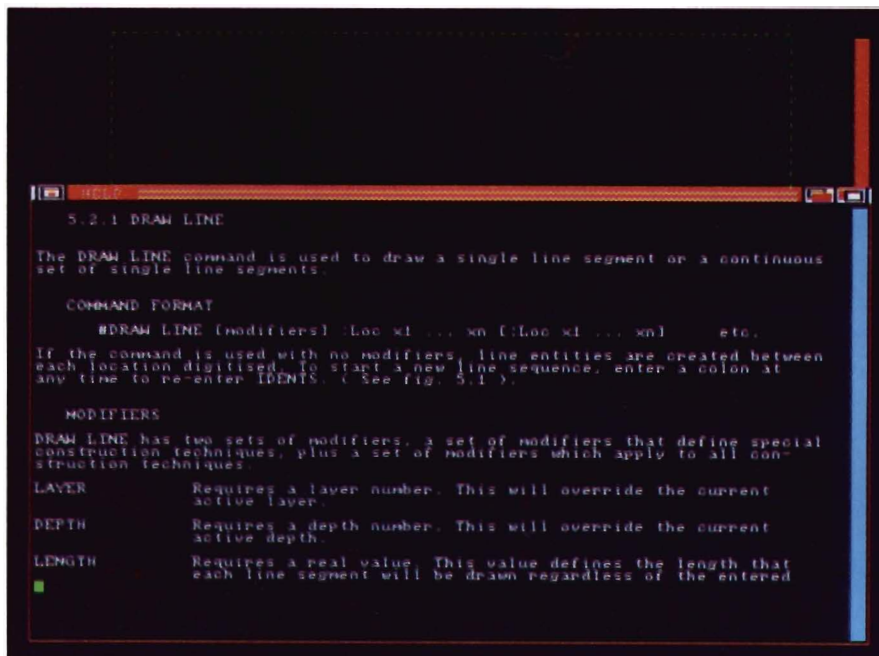 HELP
5.2.1 DRAW LINE
The DRAW LINE command is used to draw a single line segment or a continuous
set of single line segments.
COMMAND FORMAT
#DRAW LINE [modifiers] :Loc x1 ... xn [:Loc x1 ... xn] etc.
If the command is used with no modifiers, line entities are created between
each location digitised. To start a new line sequence, enter a colon at
any time to re-enter IDENTS. ( See fig. 5.1 ).
MODIFIERS
DRAW LINE has two sets of modifiers, a set of modifiers that define special
construction techniques, plus a set of modifiers which apply to all con-
struction techniques.
LAYER Requires a layer number. This will override the current
active layer.
DEPTH Requires a depth number. This will override the current
active depth.
LENGTH Requires a real value. This value defines the length that
each line segment will be drawn regardless of the entered